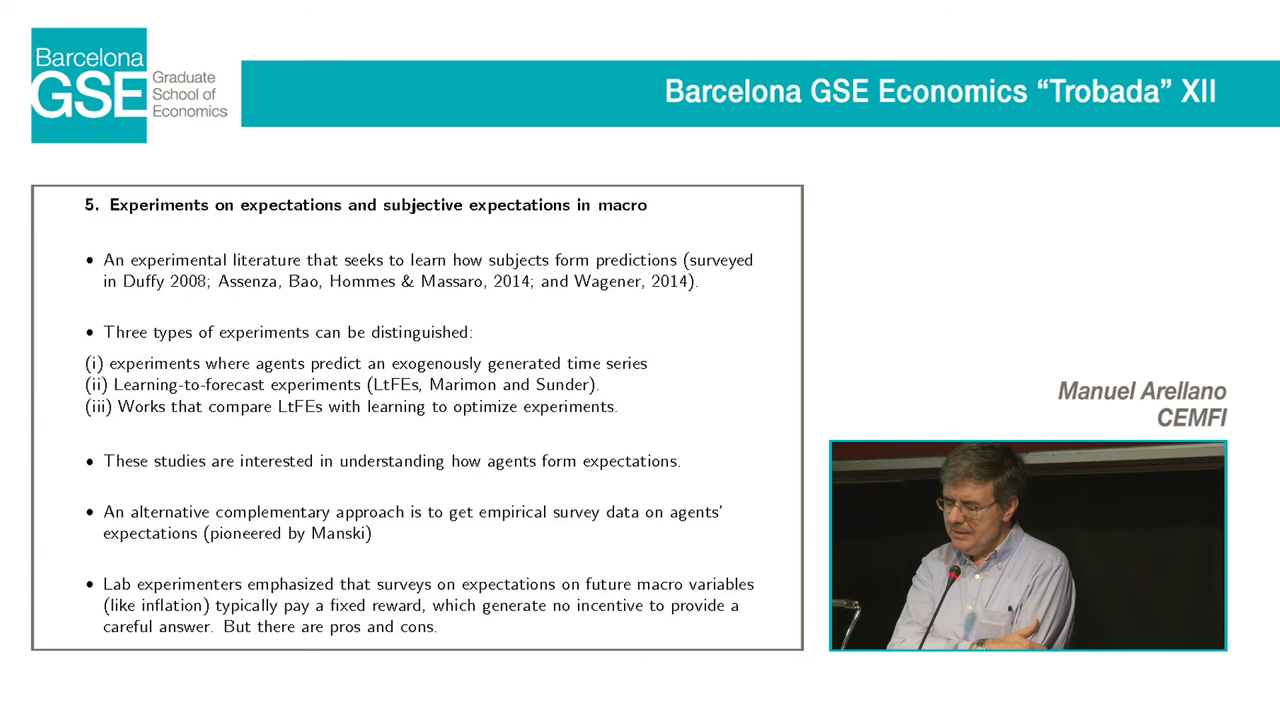 Barcelona
GSE
Graduate
School of
Economics
Barcelona GSE Economics “Trobada” XII
5. Experiments on expectations and subjective expectations in macro
• An experimental literature that seeks to learn how subjects form predictions (surveyed
in Duffy 2008; Assenza, Bao, Hommes & Massaro, 2014; and Wagener, 2014).
• Three types of experiments can be distinguished:
(i) experiments where agents predict an exogenously generated time series
(ii) Learning-to-forecast experiments (LtFEs, Marimon and Sunder).
(iii) Works that compare LtFEs with learning to optimize experiments.
• These studies are interested in understanding how agents form expectations.
• An alternative complementary approach is to get empirical survey data on agents’
expectations (pioneered by Manski)
• Lab experimenters emphasized that surveys on expectations on future macro variables
(like inflation) typically pay a fixed reward, which generate no incentive to provide a
careful answer. But there are pros and cons.
Manuel Arellano
CEMFI